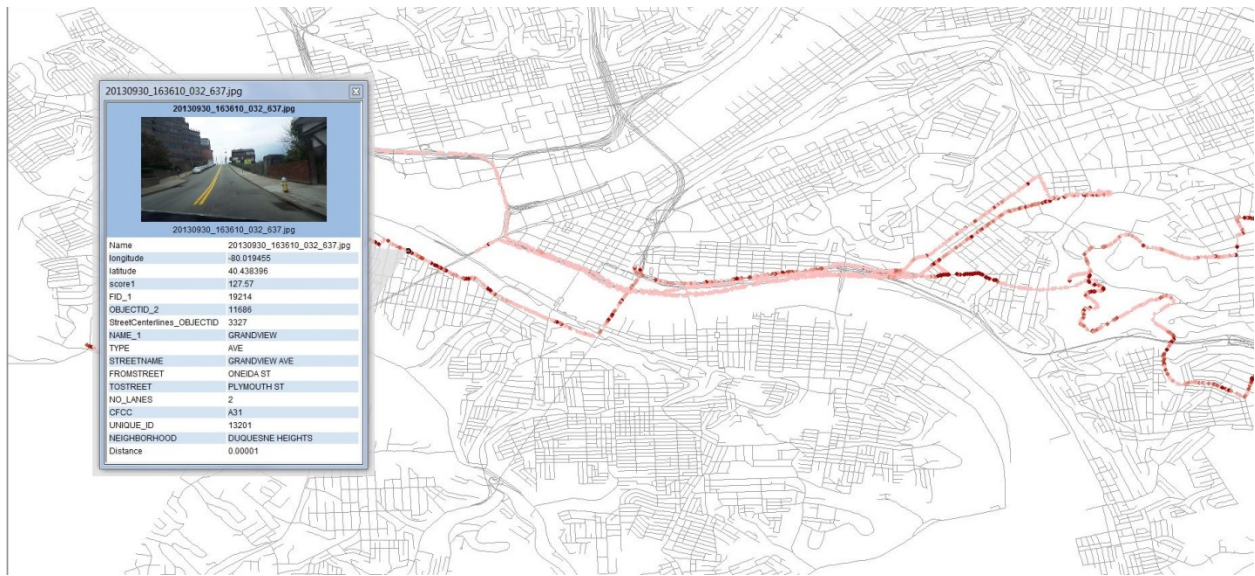 20130930_163610_032_637.jpg
20130930_163610_032_637.jpg
20130930_163610_032_637.jpg
Name 20130930_163610_032_637.jpg
longitude -80.019455
latitude 40.438396
score1 127.57
FID_1 19214
OBJECTID_2 11686
StreetCenterlines_OBJECTID 3327
NAME_1 GRANDVIEW
TYPE AVE
STREETNAME GRANDVIEW AVE
FROMSTREET ONEIDA ST
TOSTREET PLYMOUTH ST
NO_LANES 2
CFCC A31
UNIQUE_ID 13201
NEIGHBORHOOD DUQUESNE HEIGHTS
Distance 0.00001